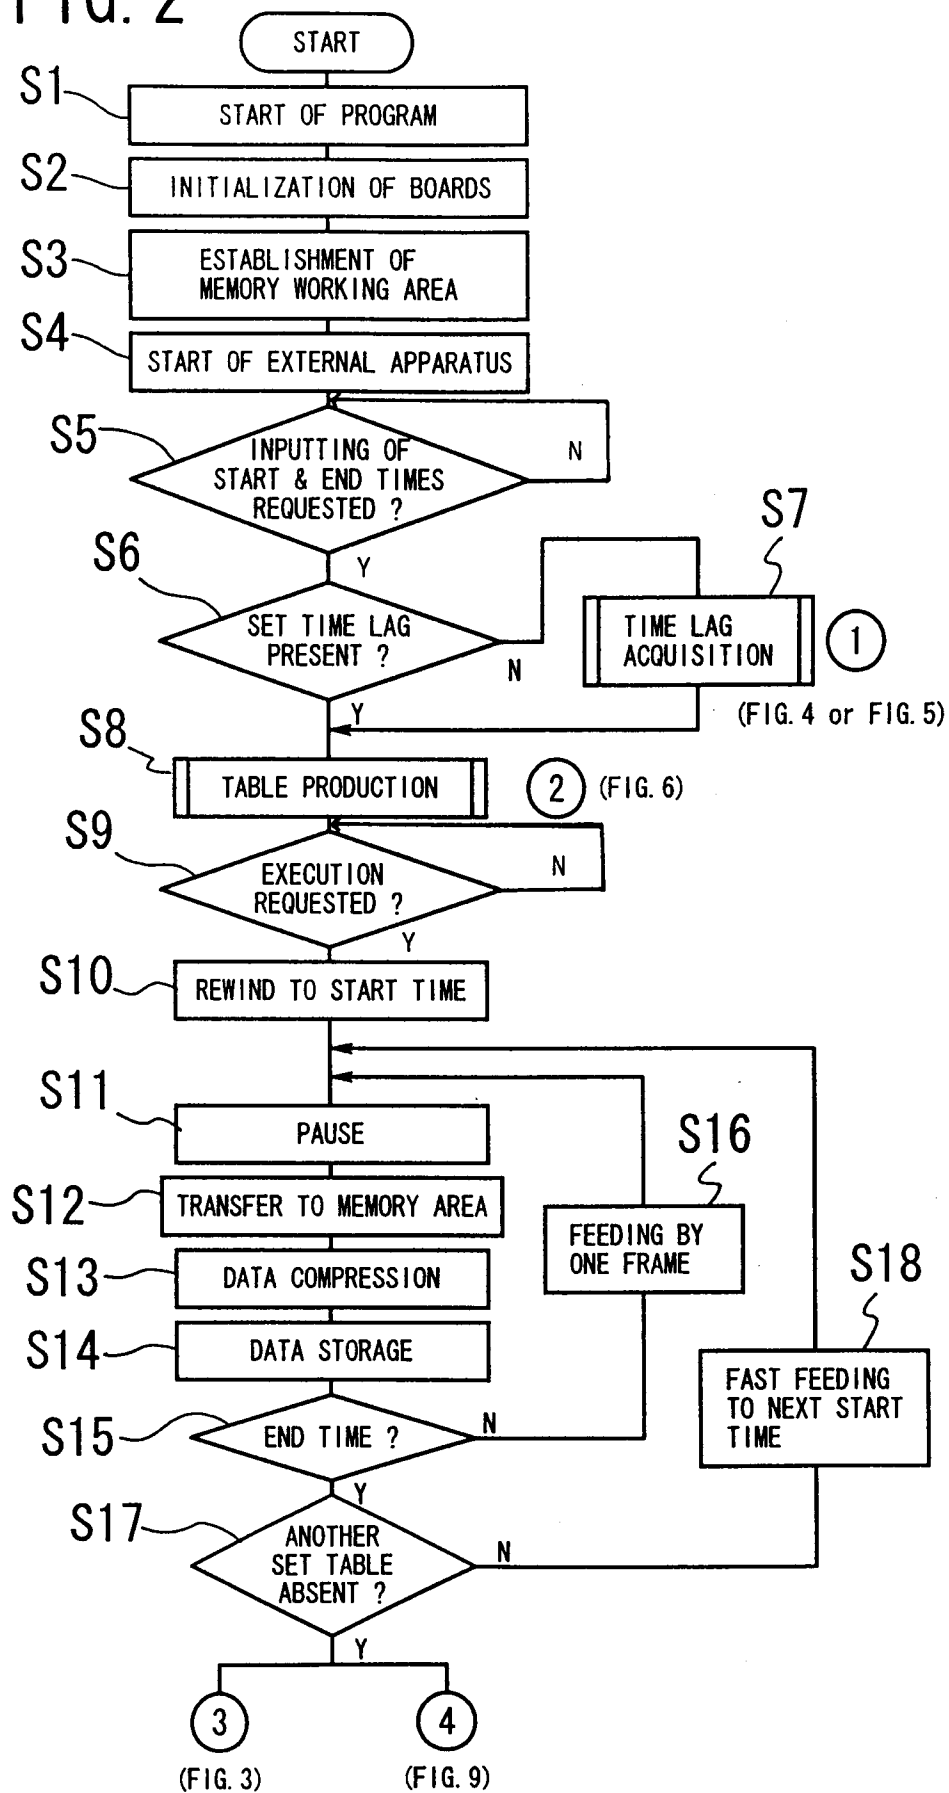 FIG. 2
START
S1
START OF PROGRAM
S2
INITIALIZATION OF BOARDS
S3
ESTABLISHMENT OF
MEMORY WORKING AREA
S4
START OF EXTERNAL APPARATUS
S5
INPUTTING OF
START & END TIMES
REQUESTED ?
N
Y
S6
SET TIME LAG
PRESENT ?
N
Y
S7
TIME LAG
ACQUISITION
1
(FIG. 4 or FIG. 5)
S8
TABLE PRODUCTION
2
(FIG. 6)
S9
EXECUTION
REQUESTED ?
N
Y
S10
REWIND TO START TIME
S11
PAUSE
S12
TRANSFER TO MEMORY AREA
S13
DATA COMPRESSION
S14
DATA STORAGE
S15
END TIME ?
N
Y
S16
FEEDING BY
ONE FRAME
S17
ANOTHER
SET TABLE
ABSENT ?
N
Y
S18
FAST FEEDING
TO NEXT START
TIME
3
(FIG. 3)
4
(FIG. 9)